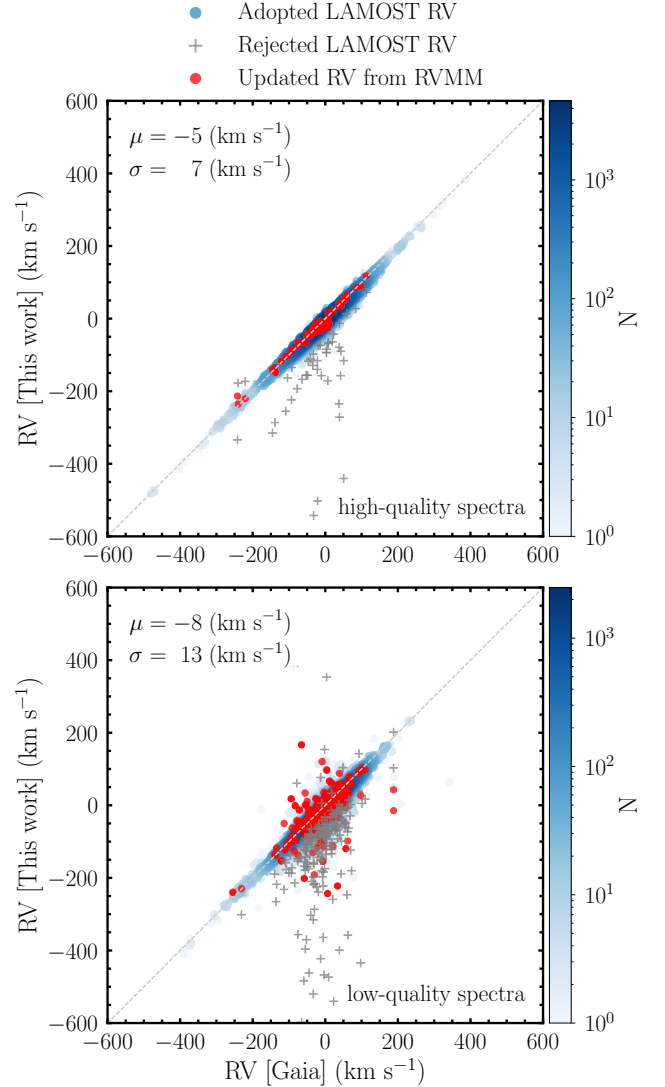 Adopted LAMOST RV
Rejected LAMOST RV
Updated RV from RVMM
600
400
200
0
−200
−400
−600
RV [This work] (km s⁻¹)
μ = −5 (km s⁻¹)
σ = 7 (km s⁻¹)
high-quality spectra
−600 −400 −200 0 200 400 600
10³
10²
10¹
10⁰
N
600
400
200
0
−200
−400
−600
RV [This work] (km s⁻¹)
μ = −8 (km s⁻¹)
σ = 13 (km s⁻¹)
low-quality spectra
−600 −400 −200 0 200 400 600
RV [Gaia] (km s⁻¹)
10³
10²
10¹
10⁰
N